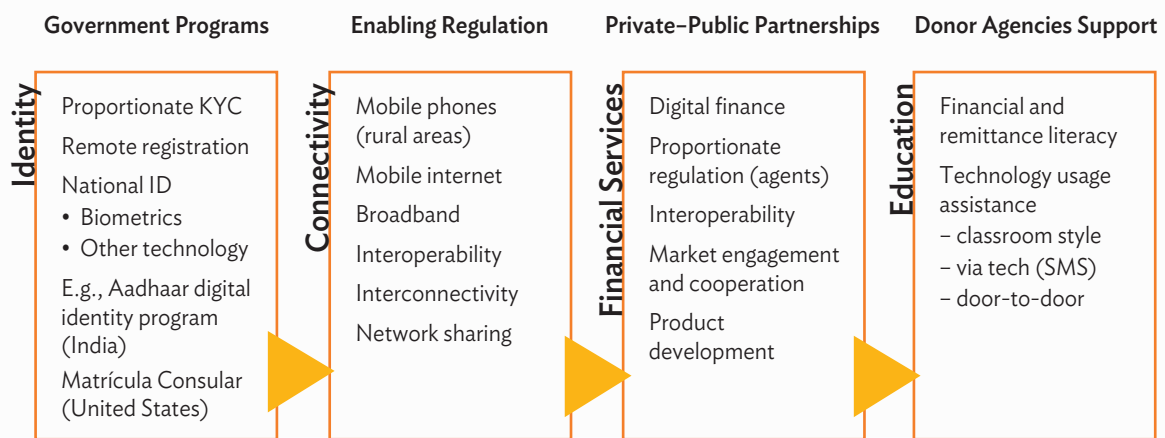 Government Programs
Identity
Proportionate KYC
Remote registration
National ID
• Biometrics
• Other technology
E.g., Aadhaar digital
identity program
(India)
Matrícula Consular
(United States)
Enabling Regulation
Connectivity
Mobile phones
(rural areas)
Mobile internet
Broadband
Interoperability
Interconnectivity
Network sharing
Private–Public Partnerships
Financial Services
Digital finance
Proportionate
regulation (agents)
Interoperability
Market engagement
and cooperation
Product
development
Donor Agencies Support
Education
Financial and
remittance literacy
Technology usage
assistance
– classroom style
– via tech (SMS)
– door-to-door